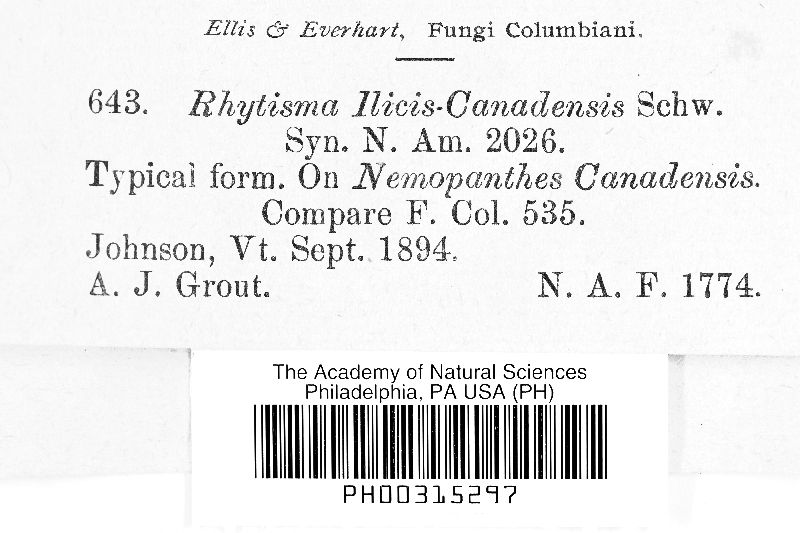 Ellis & Everhart, Fungi Columbiani.
643. Rhytisma Ilicis-Canadensis Schw.
Syn. N. Am. 2026.
Typical form. On Nemopanthes Canadensis.
Compare F. Col. 535.
Johnson, Vt. Sept. 1894.
A. J. Grout. N. A. F. 1774.
The Academy of Natural Sciences
Philadelphia, PA USA (PH)
PH00315297